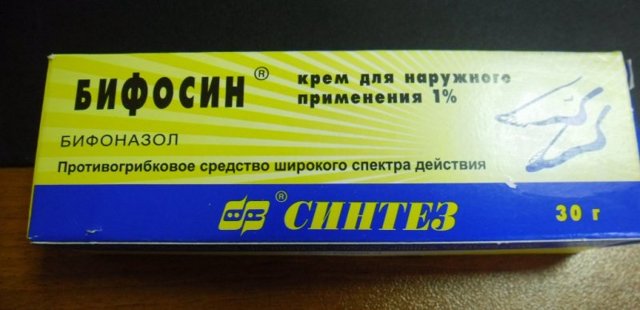 БИФОСИН®
крем для наружного
применения 1%
БИФОНАЗОЛ
Противогрибковое средство широкого спектра действия
® СИНТЕЗ
30 г